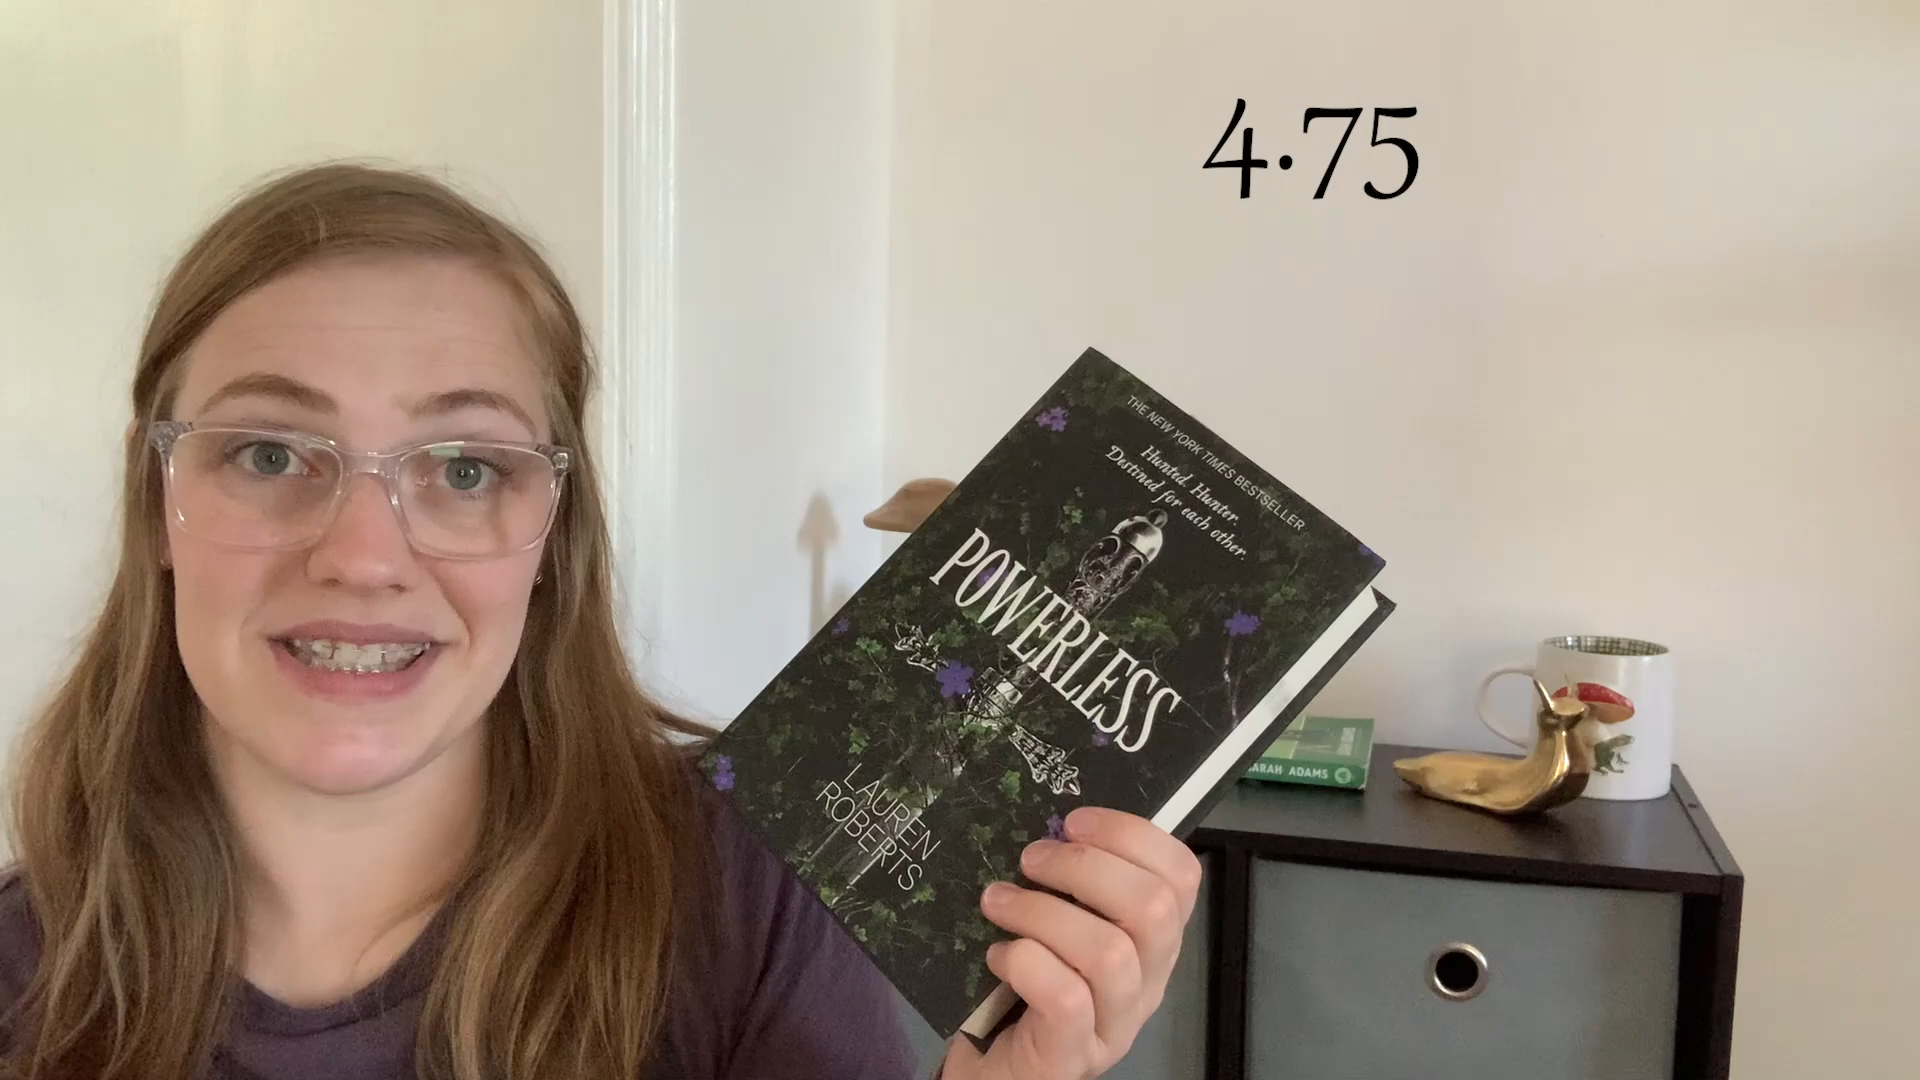 4.75
THE NEW YORK TIMES BESTSELLER
Hunted. Hunter.
Destined for each other.
POWERLESS
LAUREN
ROBERTS
SARAH ADAMS